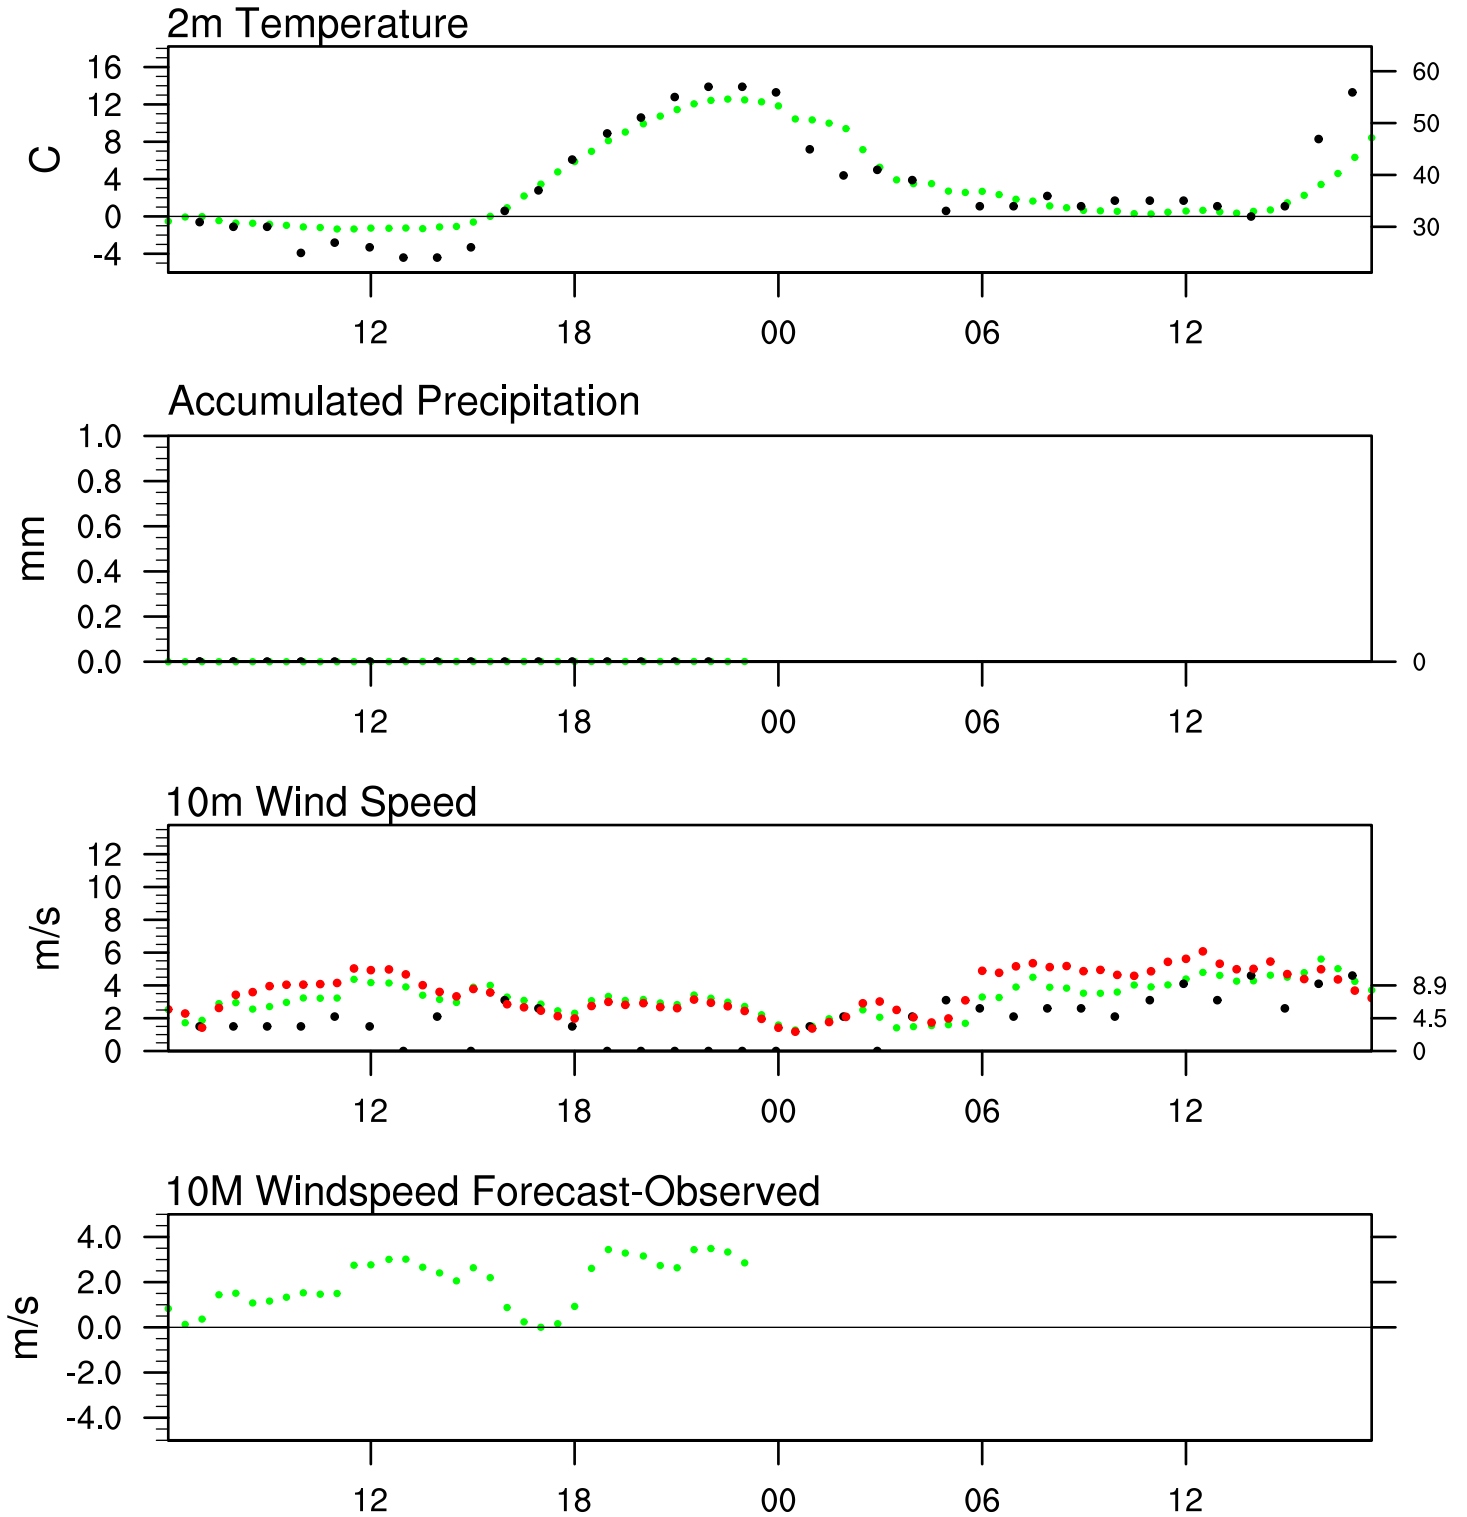 2m Temperature
16
12
8
4
0
-4
C
60
50
40
30
12 18 00 06 12
Accumulated Precipitation
1.0
0.8
0.6
0.4
0.2
0.0
mm
0
12 18 00 06 12
10m Wind Speed
12
10
8
6
4
2
0
m/s
8.9
4.5
0
12 18 00 06 12
10M Windspeed Forecast-Observed
4.0
2.0
0.0
-2.0
-4.0
m/s
12 18 00 06 12